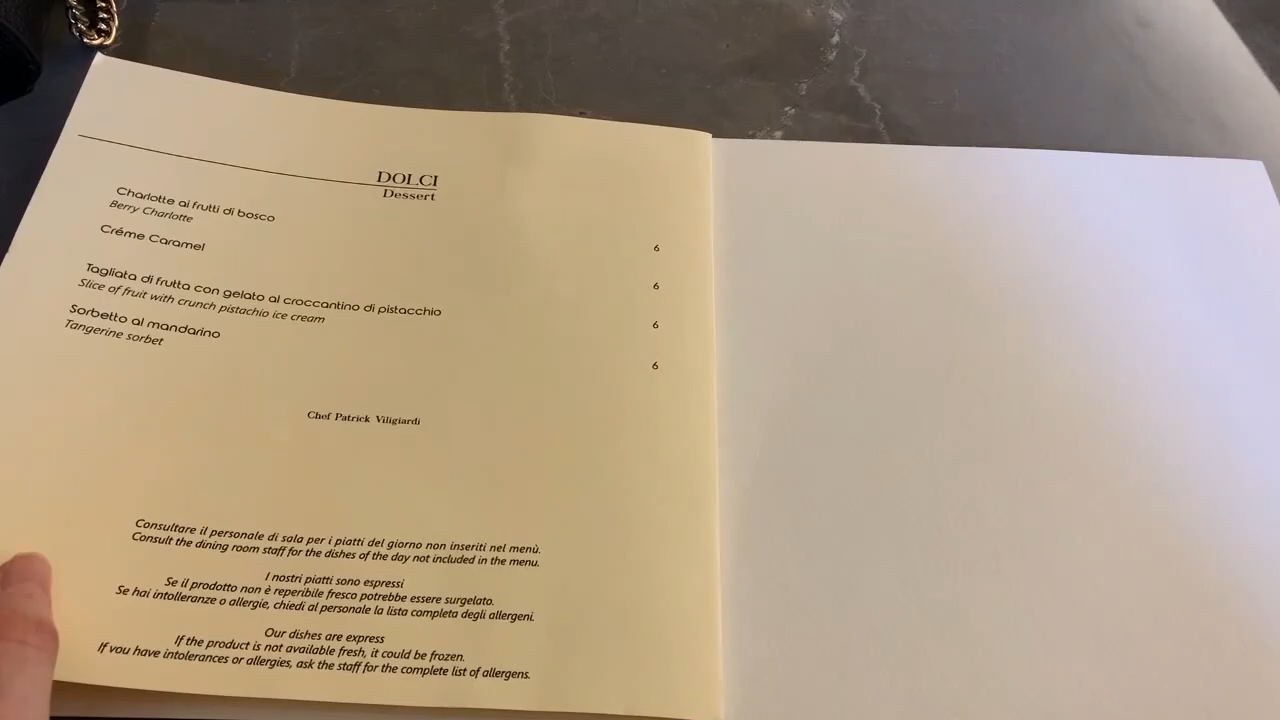 DOLCI
Dessert
Charlotte ai frutti di bosco
Berry Charlotte
6
Créme Caramel
6
Tagliata di frutta con gelato al croccantino di pistacchio
Slice of fruit with crunch pistachio ice cream
6
Sorbetto al mandarino
Tangerine sorbet
6
Chef Patrick Viligiardi
Consultare il personale di sala per i piatti del giorno non inseriti nel menù.
Consult the dining room staff for the dishes of the day not included in the menu.
I nostri piatti sono espressi
Se il prodotto non è reperibile fresco potrebbe essere surgelato.
Se hai intolleranze o allergie, chiedi al personale la lista completa degli allergeni.
Our dishes are express
If the product is not available fresh, it could be frozen.
If you have intolerances or allergies, ask the staff for the complete list of allergens.